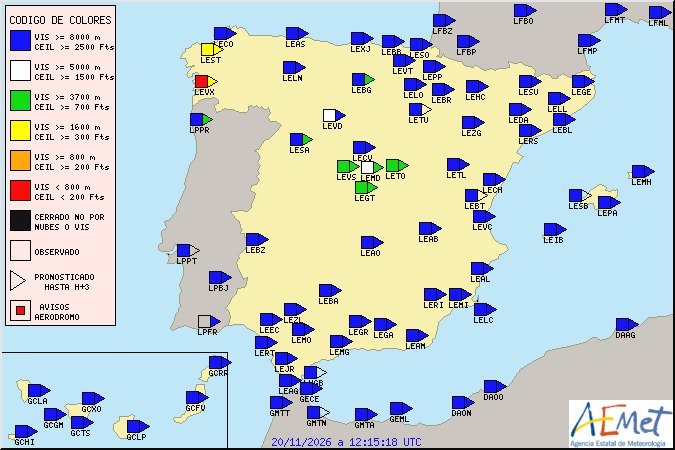 CODIGO DE COLORES
VIS >= 8000 m
CEIL >= 2500 Fts
VIS >= 5000 m
CEIL >= 1500 Fts
VIS >= 3700 m
CEIL >= 700 Fts
VIS >= 1600 m
CEIL >= 300 Fts
VIS >= 800 m
CEIL >= 200 Fts
VIS < 800 m
CEIL < 200 Fts
CERRADO NO POR
NUBES O VIS
OBSERVADO
PRONOSTICADO
HASTA H+3
AVISOS
AERODROMO
LFBO
LFMT
LFML
LFBZ
LECO
LEAS
LEXJ
LEBB
LESO
LFBP
LFMP
LEST
LEVT
LEPP
LELN
LEBG
LELO
LEBR
LEHC
LESU
LEGE
LEVX
LELL
LETU
LEDA
LEBL
LPPR
LEVD
LEZG
LERS
LESA
LECV
LEVS
LEMD
LETO
LETL
LEMH
LEGT
LECH
LEBT
LESB
LEPA
LEVC
LEAB
LEIB
LEBZ
LEAO
LPPT
LEAL
LPBJ
LEBA
LERI
LEMI
LEZL
LELC
LPFR
LEEC
LEMO
LEGR
LEGA
LEAM
DAAG
LERT
LEMG
LEJR
GCRR
LXGB
LEAG
GECE
DAOO
GCLA
GCXO
GCFV
GMTT
GMTN
GMTA
GEML
DAON
GCGM
GCTS
GCLP
GCHI
20/11/2026 a 12:15:18 UTC
AEMet
Agencia Estatal de Meteorología